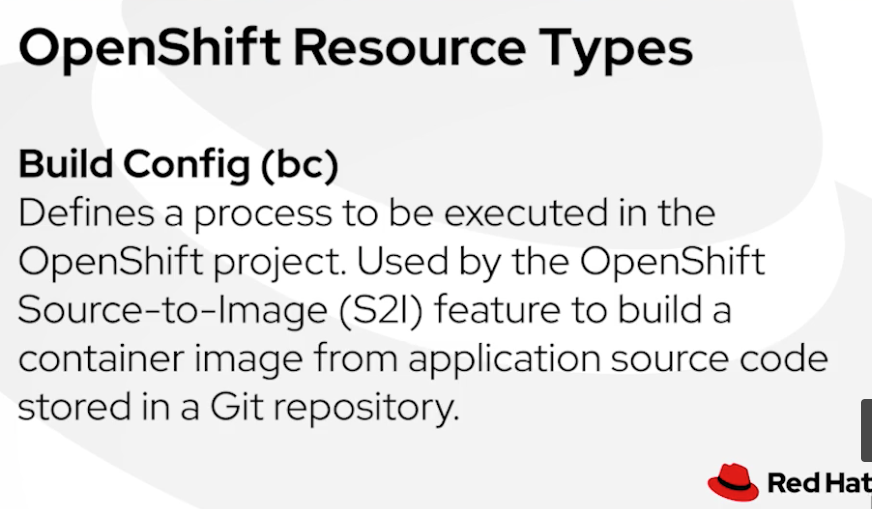 OpenShift Resource Types
Build Config (bc)
Defines a process to be executed in the
OpenShift project. Used by the OpenShift
Source-to-Image (S2I) feature to build a
container image from application source code
stored in a Git repository.
Red Hat